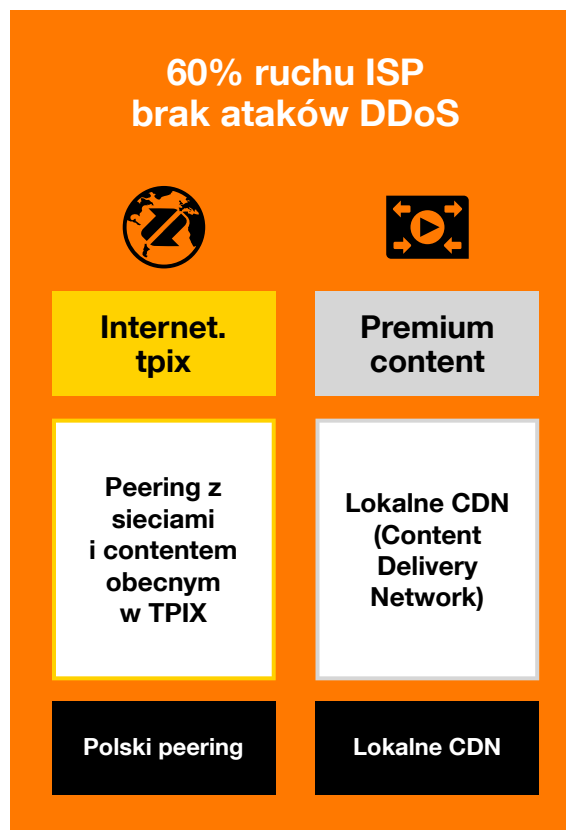 60% ruchu ISP
brak ataków DDoS
Internet.
tpix
Premium
content
Peering z
sieciami
i contentem
obecnym
w TPIX
Lokalne CDN
(Content
Delivery
Network)
Polski peering
Lokalne CDN